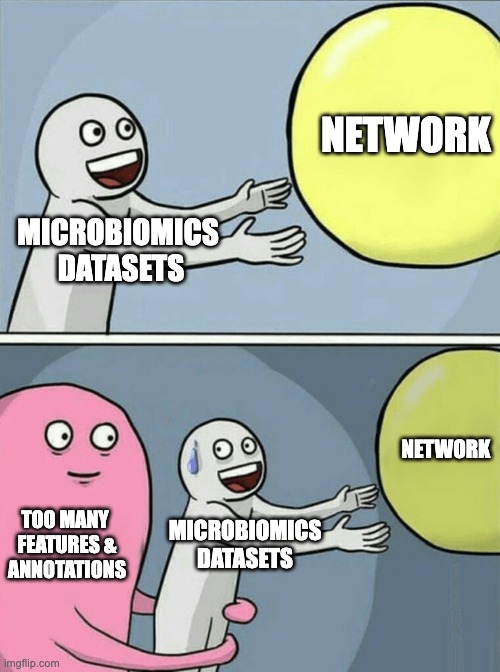 NETWORK
MICROBIOMICS
DATASETS
NETWORK
TOO MANY
FEATURES &
ANNOTATIONS
MICROBIOMICS
DATASETS
imgflip.com